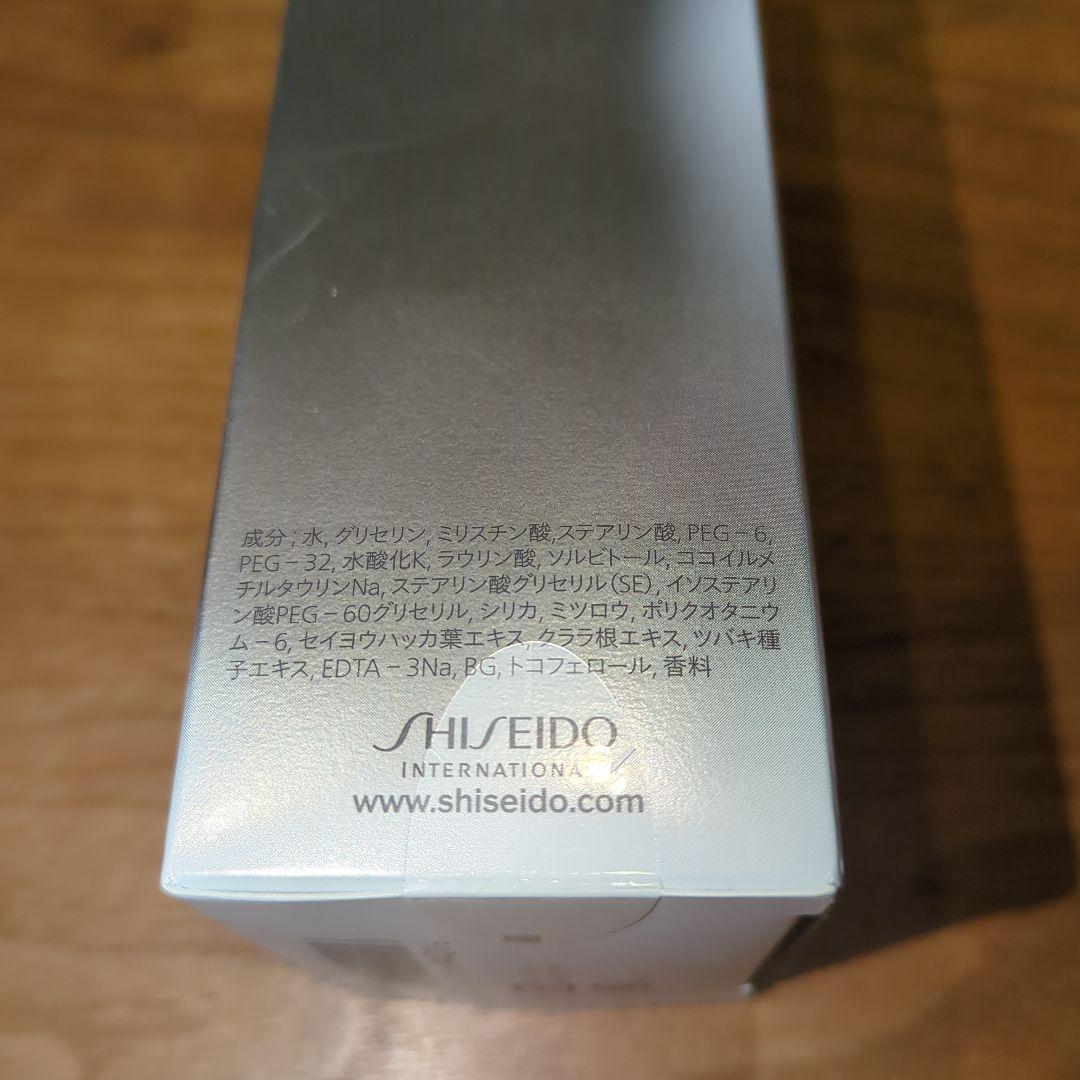 成分 : 水, グリセリン, ミリスチン酸,ステアリン酸, PEG－6,
PEG－32, 水酸化K, ラウリン酸, ソルビトール, ココイルメ
チルタウリンNa, ステアリン酸グリセリル（SE）, イソステアリ
ン酸PEG－60グリセリル, シリカ, ミツロウ, ポリクオタニウ
ム－6, セイヨウハッカ葉エキス, クララ根エキス, ツバキ種
子エキス, EDTA－3Na, BG, トコフェロール, 香料
SHISEIDO
INTERNATIONA
www.shiseido.com